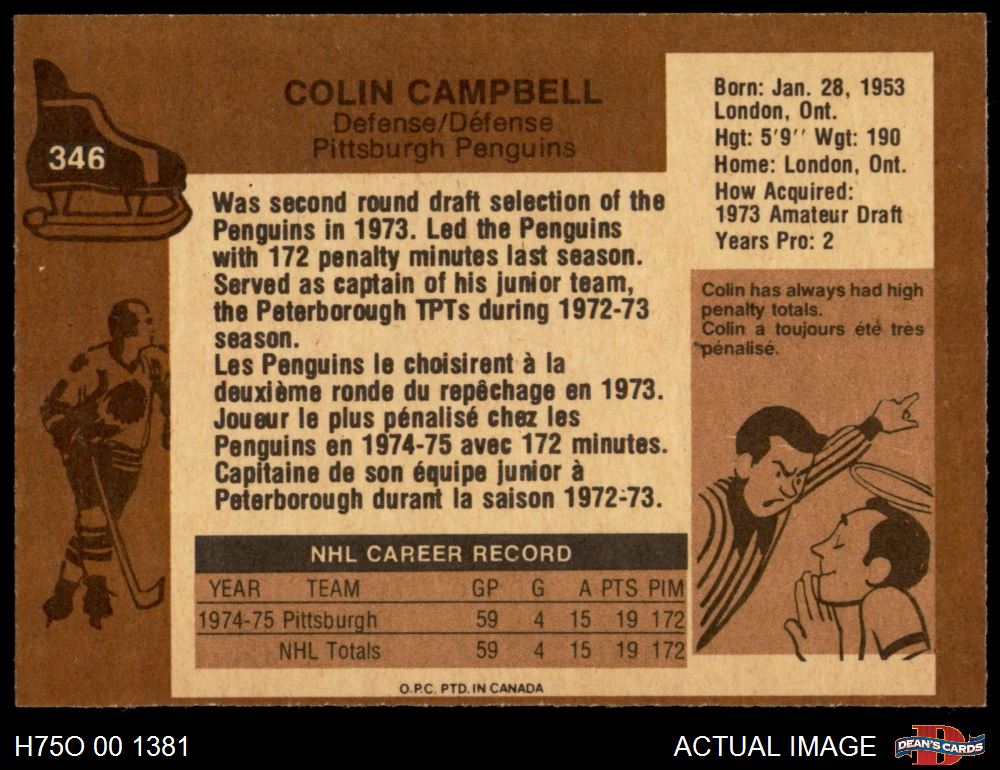 346
COLIN CAMPBELL
Defense/Défense
Pittsburgh Penguins
Born: Jan. 28, 1953
London, Ont.
Hgt: 5'9'' Wgt: 190
Home: London, Ont.
How Acquired:
1973 Amateur Draft
Years Pro: 2
Was second round draft selection of the
Penguins in 1973. Led the Penguins
with 172 penalty minutes last season.
Served as captain of his junior team,
the Peterborough TPTs during 1972-73
season.
Les Penguins le choisirent à la
deuxième ronde du repêchage en 1973.
Joueur le plus pénalisé chez les
Penguins en 1974-75 avec 172 minutes.
Capitaine de son équipe junior à
Peterborough durant la saison 1972-73.
Colin has always had high
penalty totals.
Colin a toujours été très
pénalisé.
NHL CAREER RECORD
YEAR TEAM GP G A PTS PIM
1974-75 Pittsburgh 59 4 15 19 172
NHL Totals 59 4 15 19 172
O.P.C. PTD. IN CANADA
H75O 00 1381
ACTUAL IMAGE
D
DEAN'S CARDS